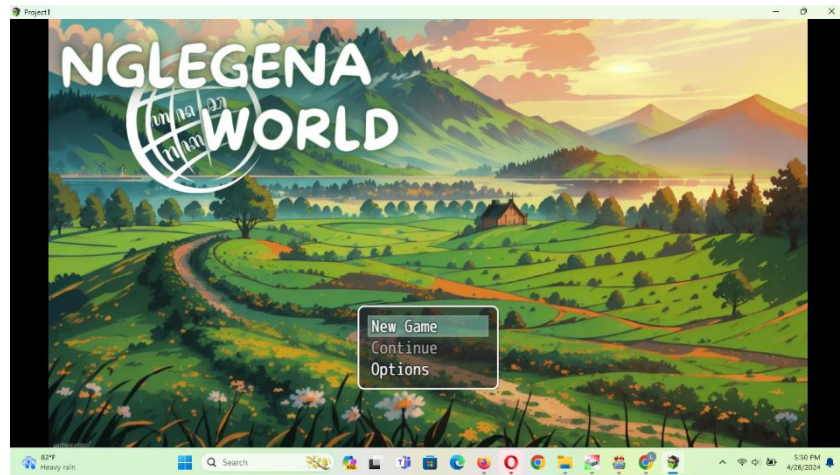 Project1
NGLEGENA
WORLD
New Game
Continue
Options
82°F
Heavy rain
Search
5:50 PM
4/26/2024